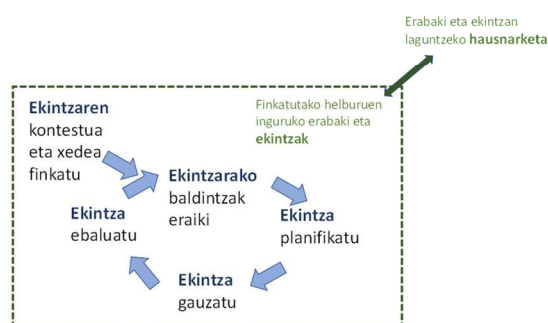 Erabaki eta ekintzan
laguntzeko hausnarketa
Finkatutako helburuen
inguruko erabaki eta
ekintzak
Ekintzaren
kontestua
eta xedea
finkatu
Ekintzarako
baldintzak
eraiki
Ekintza
planifikatu
Ekintza
gauzatu
Ekintza
ebaluatu